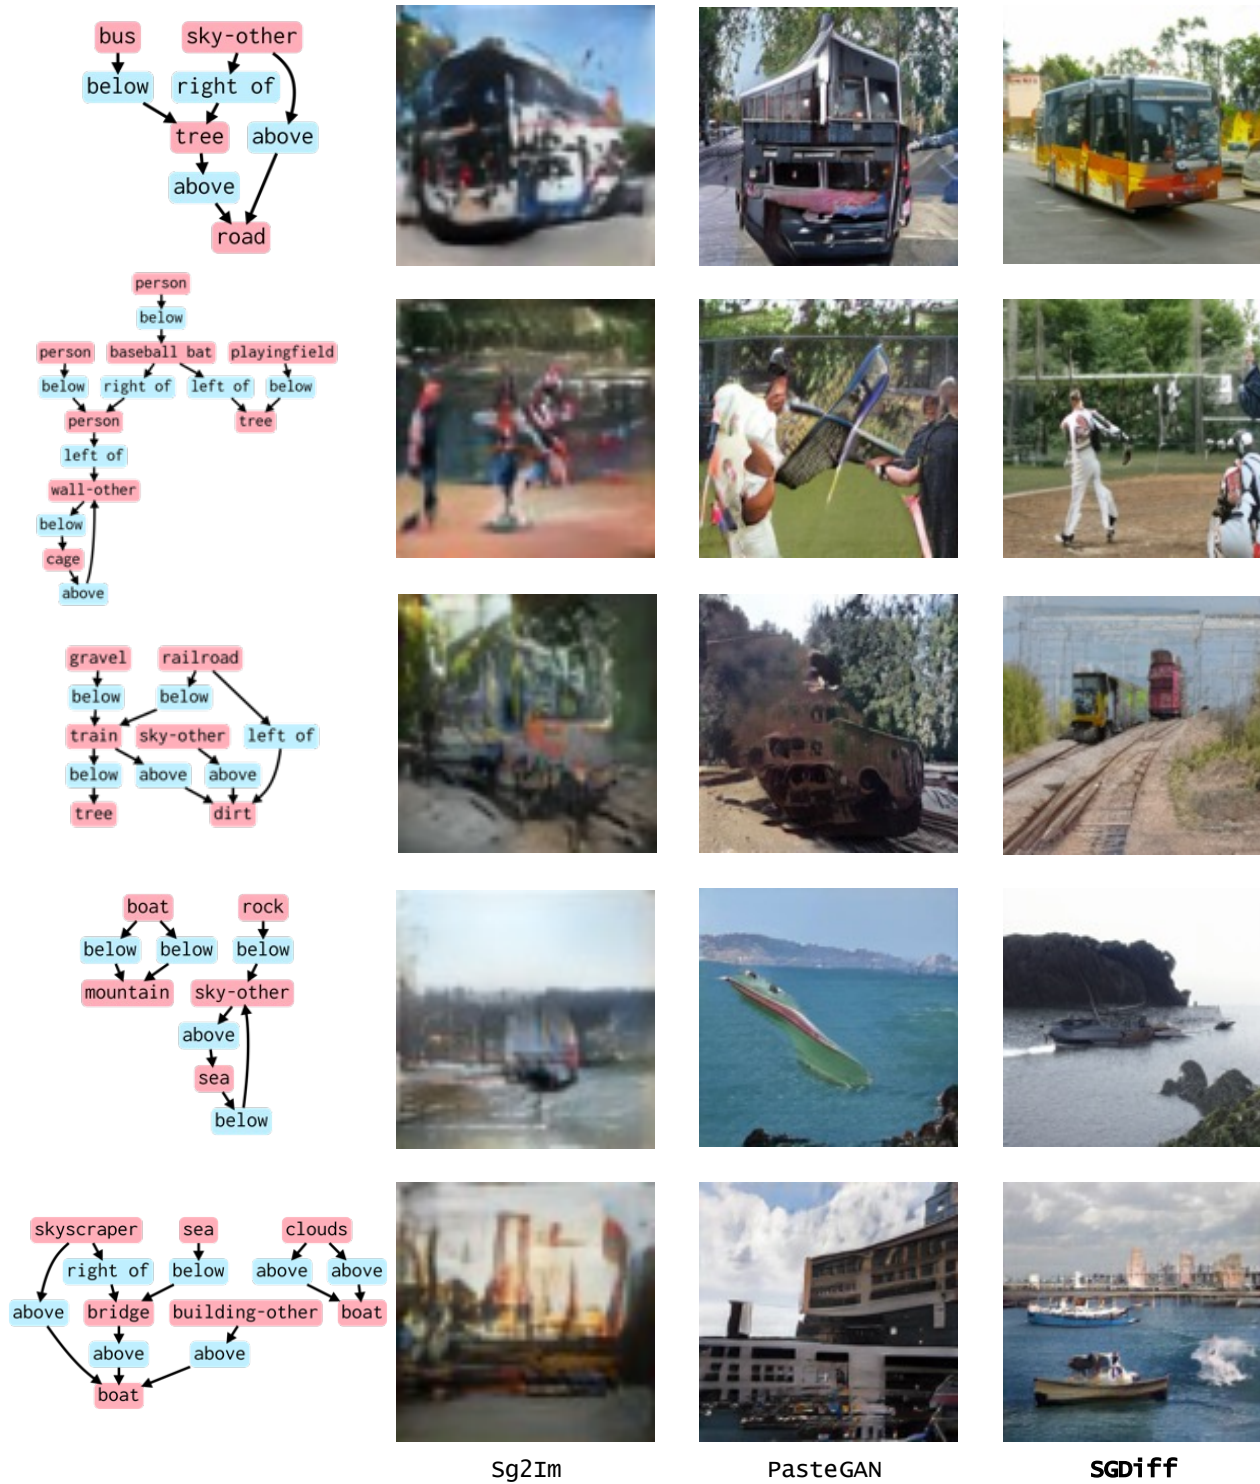 bus sky-other
below right of
tree above
above
road
person
below
person baseball bat playingfield
below right of left of below
person tree
left of
wall-other
below
cage
above
gravel railroad
below below
train sky-other left of
below above above
tree dirt
boat rock
below below below
mountain sky-other
above
sea
below
skyscraper sea clouds
right of below above above
above bridge building-other boat
above above
boat
Sg2Im PasteGAN SGDiff